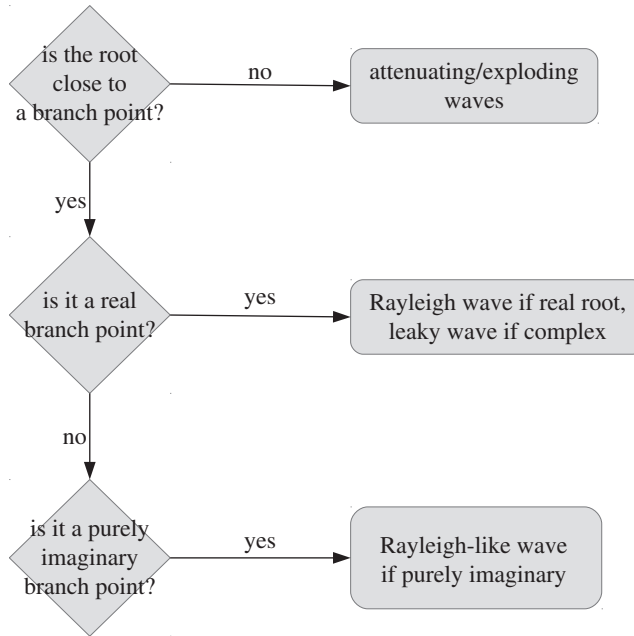 is the root
close to
a branch point?
no
attenuating/exploding
waves
yes
is it a real
branch point?
yes
Rayleigh wave if real root,
leaky wave if complex
no
is it a purely
imaginary
branch point?
yes
Rayleigh-like wave
if purely imaginary